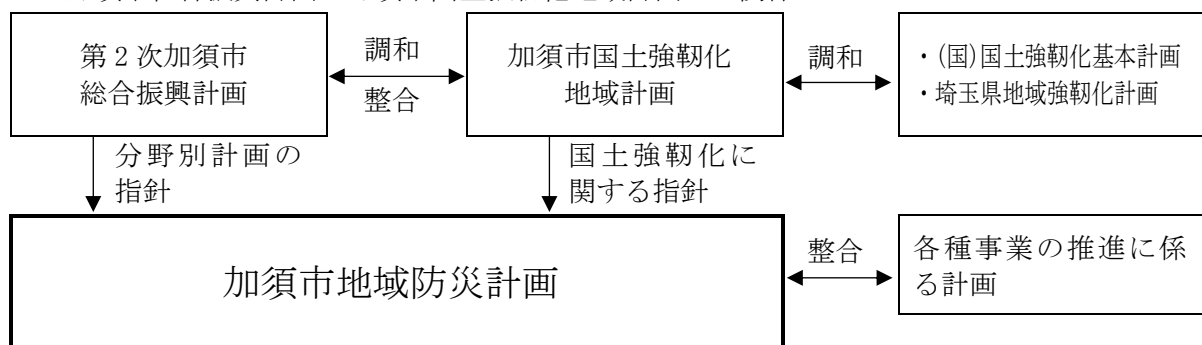 第2次加須市
総合振興計画
調和
整合
加須市国土強靱化
地域計画
調和
・(国)国土強靱化基本計画
・埼玉県地域強靱化計画
分野別計画の
指針
国土強靱化に
関する指針
加須市地域防災計画
整合
各種事業の推進に係
る計画